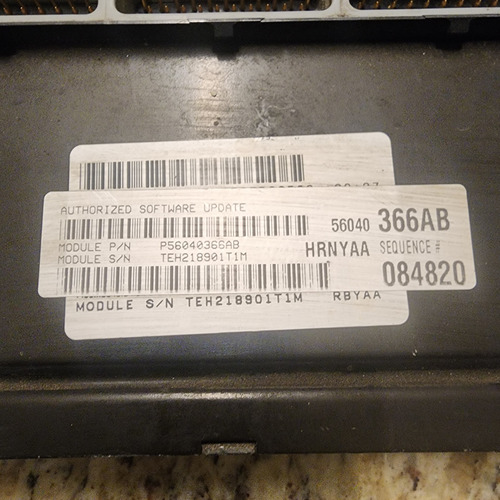 AUTHORIZED SOFTWARE UPDATE
56040 366AB
MODULE P/N P56040366AB
HRNYAA SEQUENCE #
MODULE S/N TEH218901T1M
084820
MODULE S/N TEH218901T1M RBYAA